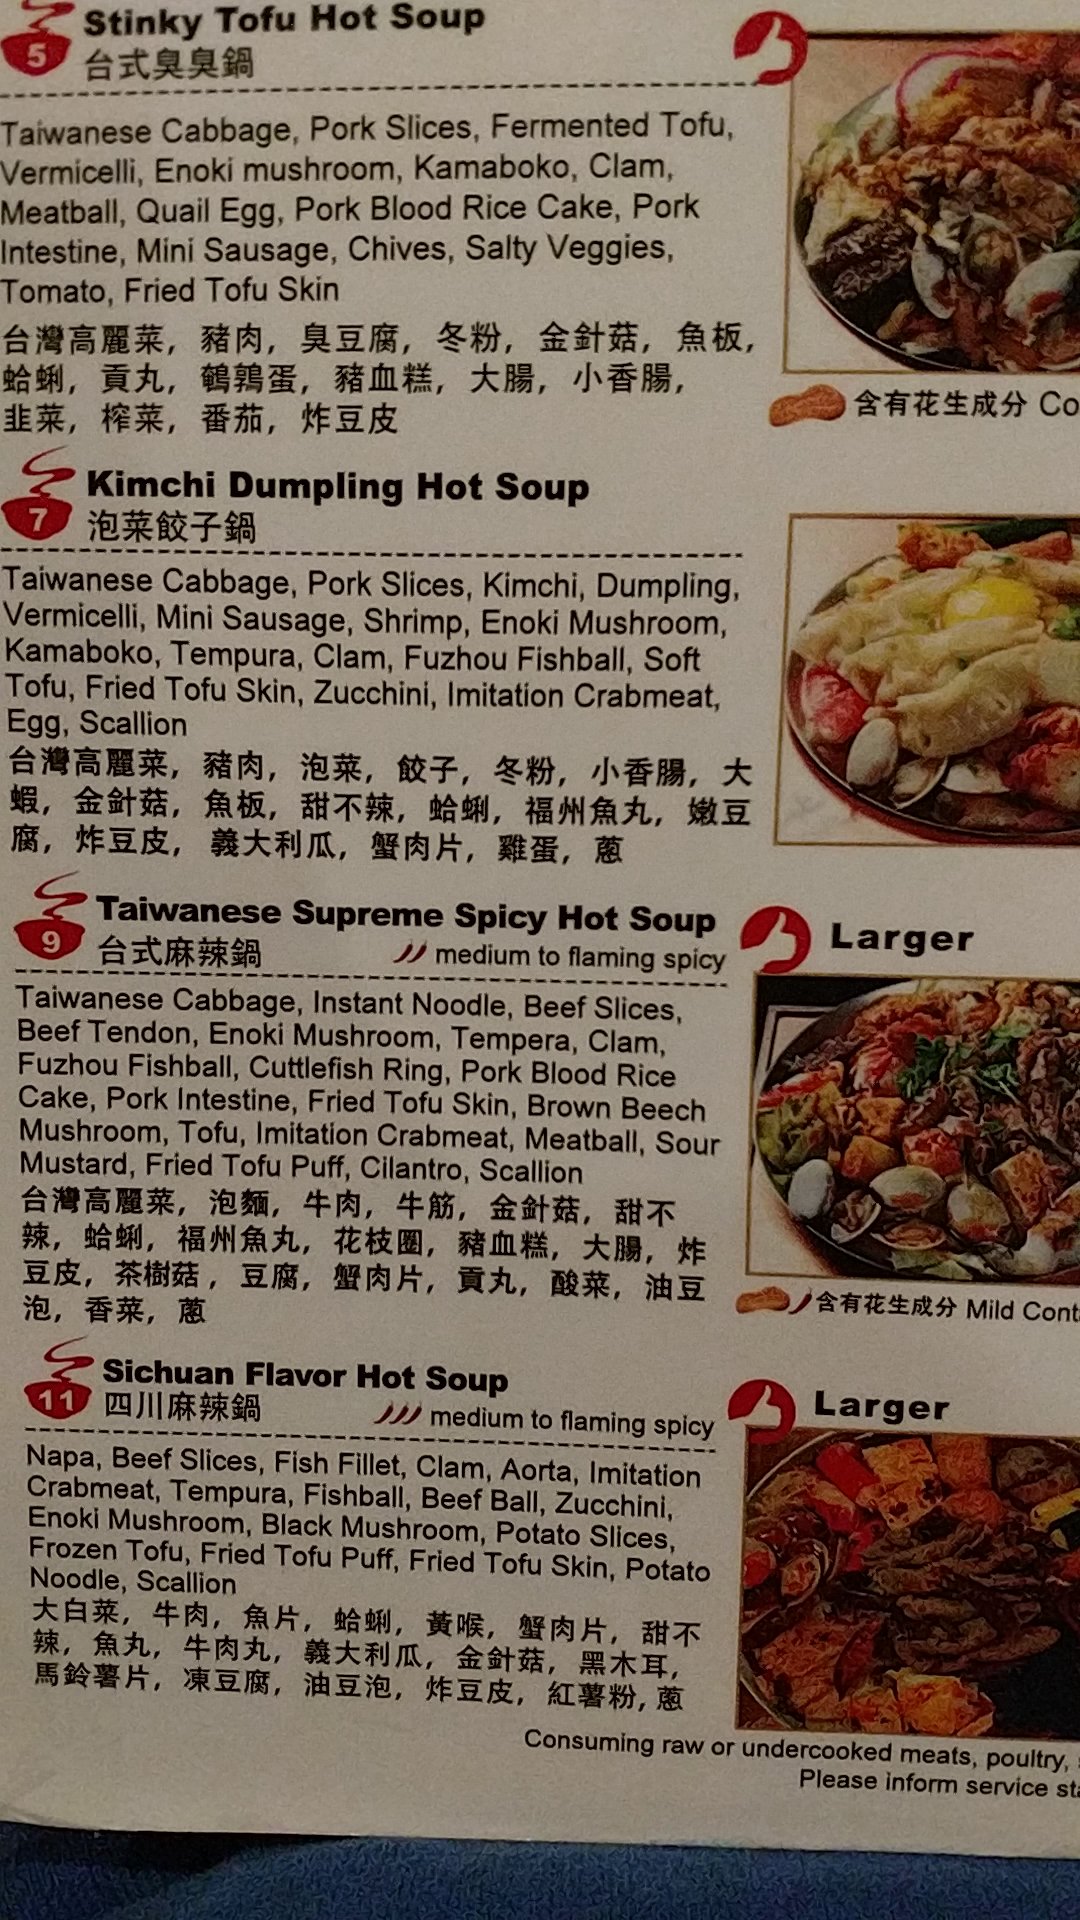 5 Stinky Tofu Hot Soup
台式臭臭鍋
Taiwanese Cabbage, Pork Slices, Fermented Tofu,
Vermicelli, Enoki mushroom, Kamaboko, Clam,
Meatball, Quail Egg, Pork Blood Rice Cake, Pork
Intestine, Mini Sausage, Chives, Salty Veggies,
Tomato, Fried Tofu Skin
台灣高麗菜, 豬肉, 臭豆腐, 冬粉, 金針菇, 魚板,
蛤蜊, 貢丸, 鵪鶉蛋, 豬血糕, 大腸, 小香腸,
韭菜, 榨菜, 番茄, 炸豆皮
含有花生成分 Co
7 Kimchi Dumpling Hot Soup
泡菜餃子鍋
Taiwanese Cabbage, Pork Slices, Kimchi, Dumpling,
Vermicelli, Mini Sausage, Shrimp, Enoki Mushroom,
Kamaboko, Tempura, Clam, Fuzhou Fishball, Soft
Tofu, Fried Tofu Skin, Zucchini, Imitation Crabmeat,
Egg, Scallion
台灣高麗菜, 豬肉, 泡菜, 餃子, 冬粉, 小香腸, 大
蝦, 金針菇, 魚板, 甜不辣, 蛤蜊, 福州魚丸, 嫩豆
腐, 炸豆皮, 義大利瓜, 蟹肉片, 雞蛋, 蔥
9 Taiwanese Supreme Spicy Hot Soup
台式麻辣鍋 medium to flaming spicy
Larger
Taiwanese Cabbage, Instant Noodle, Beef Slices,
Beef Tendon, Enoki Mushroom, Tempera, Clam,
Fuzhou Fishball, Cuttlefish Ring, Pork Blood Rice
Cake, Pork Intestine, Fried Tofu Skin, Brown Beech
Mushroom, Tofu, Imitation Crabmeat, Meatball, Sour
Mustard, Fried Tofu Puff, Cilantro, Scallion
台灣高麗菜, 泡麵, 牛肉, 牛筋, 金針菇, 甜不
辣, 蛤蜊, 福州魚丸, 花枝圈, 豬血糕, 大腸, 炸
豆皮, 茶樹菇, 豆腐, 蟹肉片, 貢丸, 酸菜, 油豆
泡, 香菜, 蔥
含有花生成分 Mild Cont
11 Sichuan Flavor Hot Soup
四川麻辣鍋 medium to flaming spicy
Larger
Napa, Beef Slices, Fish Fillet, Clam, Aorta, Imitation
Crabmeat, Tempura, Fishball, Beef Ball, Zucchini,
Enoki Mushroom, Black Mushroom, Potato Slices,
Frozen Tofu, Fried Tofu Puff, Fried Tofu Skin, Potato
Noodle, Scallion
大白菜, 牛肉, 魚片, 蛤蜊, 黃喉, 蟹肉片, 甜不
辣, 魚丸, 牛肉丸, 義大利瓜, 金針菇, 黑木耳,
馬鈴薯片, 凍豆腐, 油豆泡, 炸豆皮, 紅薯粉, 蔥
Consuming raw or undercooked meats, poultry,
Please inform service sta